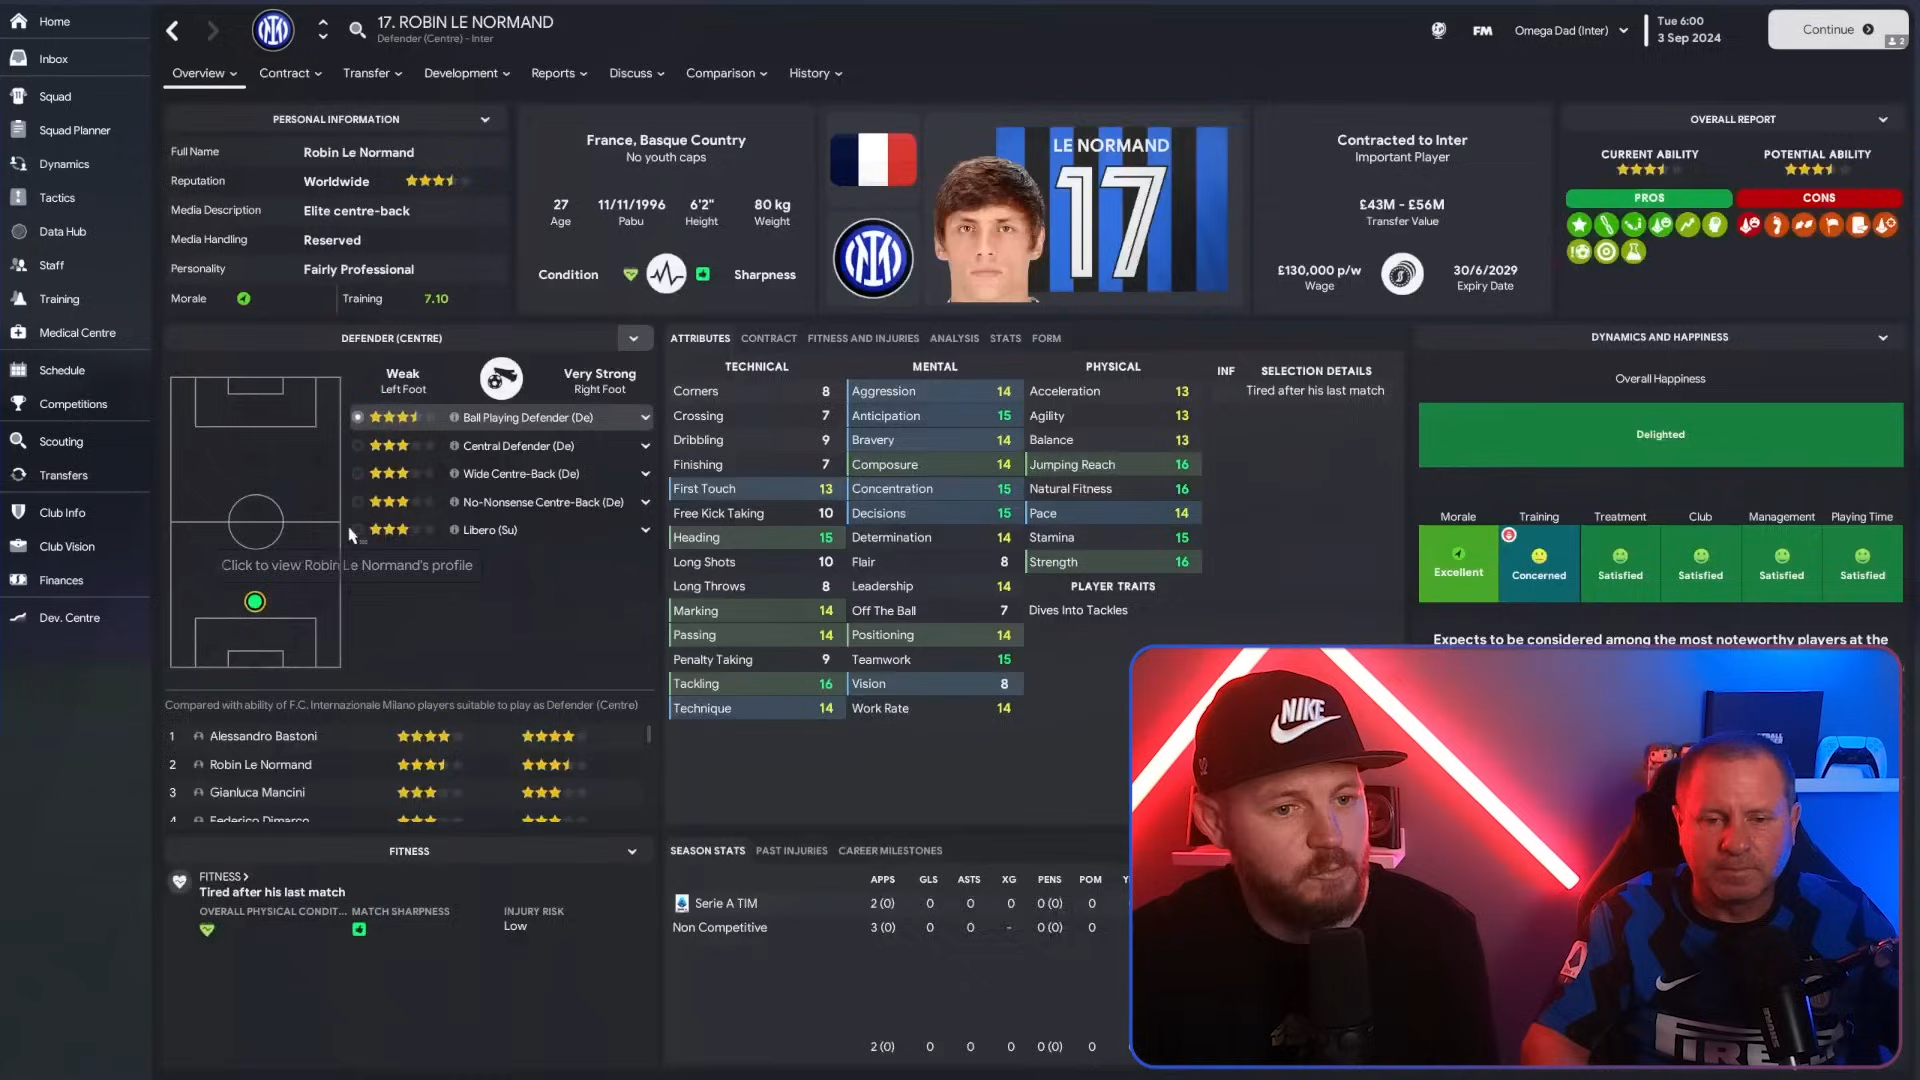 Home
Inbox
Squad
Squad Planner
Dynamics
Tactics
Data Hub
Staff
Training
Medical Centre
Schedule
Competitions
Scouting
Transfers
Club Info
Club Vision
Finances
Dev. Centre
17. ROBIN LE NORMAND
Defender (Centre) - Inter
FM
Omega Dad (Inter)
Tue 6:00
3 Sep 2024
Continue
2
Overview
Contract
Transfer
Development
Reports
Discuss
Comparison
History
PERSONAL INFORMATION
Full Name Robin Le Normand
Reputation Worldwide
Media Description Elite centre-back
Media Handling Reserved
Personality Fairly Professional
Morale Training 7.10
France, Basque Country
No youth caps
27 11/11/1996 6'2" 80 kg
Age Pabu Height Weight
Condition Sharpness
LE NORMAND
17
Contracted to Inter
Important Player
£43M - £56M
Transfer Value
£130,000 p/w 30/6/2029
Wage Expiry Date
OVERALL REPORT
CURRENT ABILITY POTENTIAL ABILITY
PROS CONS
DEFENDER (CENTRE)
Weak Very Strong
Left Foot Right Foot
Ball Playing Defender (De)
Central Defender (De)
Wide Centre-Back (De)
No-Nonsense Centre-Back (De)
Libero (Su)
Click to view Robin Le Normand's profile
Compared with ability of F.C. Internazionale Milano players suitable to play as Defender (Centre)
1 Alessandro Bastoni
2 Robin Le Normand
3 Gianluca Mancini
4 Federico Dimarco
FITNESS
FITNESS >
Tired after his last match
OVERALL PHYSICAL CONDIT... MATCH SHARPNESS INJURY RISK
Low
ATTRIBUTES CONTRACT FITNESS AND INJURIES ANALYSIS STATS FORM
TECHNICAL MENTAL PHYSICAL
Corners 8 Aggression 14 Acceleration 13
Crossing 7 Anticipation 15 Agility 13
Dribbling 9 Bravery 14 Balance 13
Finishing 7 Composure 14 Jumping Reach 16
First Touch 13 Concentration 15 Natural Fitness 16
Free Kick Taking 10 Decisions 15 Pace 14
Heading 15 Determination 14 Stamina 15
Long Shots 10 Flair 8 Strength 16
Long Throws 8 Leadership 14 PLAYER TRAITS
Marking 14 Off The Ball 7 Dives Into Tackles
Passing 14 Positioning 14
Penalty Taking 9 Teamwork 15
Tackling 16 Vision 8
Technique 14 Work Rate 14
INF SELECTION DETAILS
Tired after his last match
SEASON STATS PAST INJURIES CAREER MILESTONES
APPS GLS ASTS XG PENS POM
Serie A TIM 2 (0) 0 0 0 0 (0) 0
Non Competitive 3 (0) 0 0 - 0 (0) 0
2 (0) 0 0 0 0 (0) 0
DYNAMICS AND HAPPINESS
Overall Happiness
Delighted
Morale Training Treatment Club Management Playing Time
Excellent Concerned Satisfied Satisfied Satisfied Satisfied
Expects to be considered among the most noteworthy players at the
NIKE